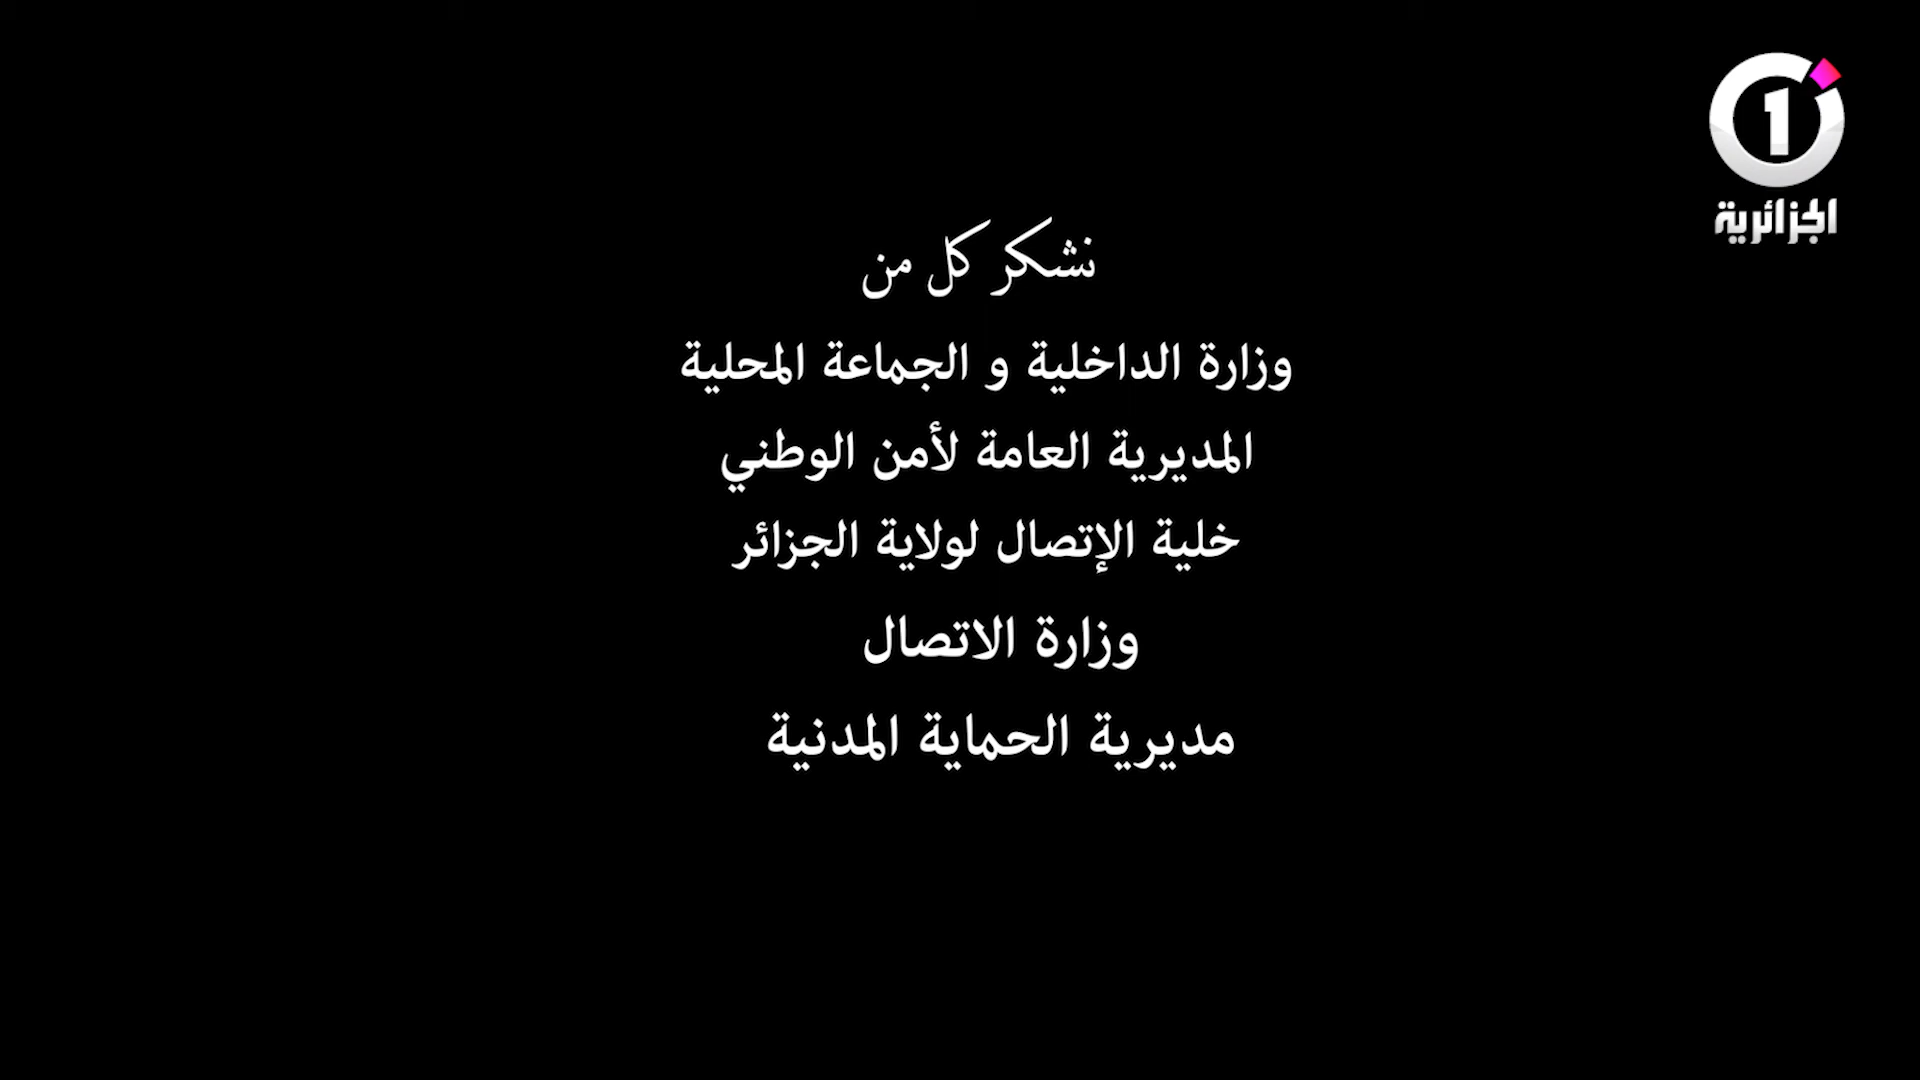 1
الجزائرية
نشكر كل من
وزارة الداخلية و الجماعة المحلية
المديرية العامة لأمن الوطني
خلية الإتصال لولاية الجزائر
وزارة الاتصال
مديرية الحماية المدنية